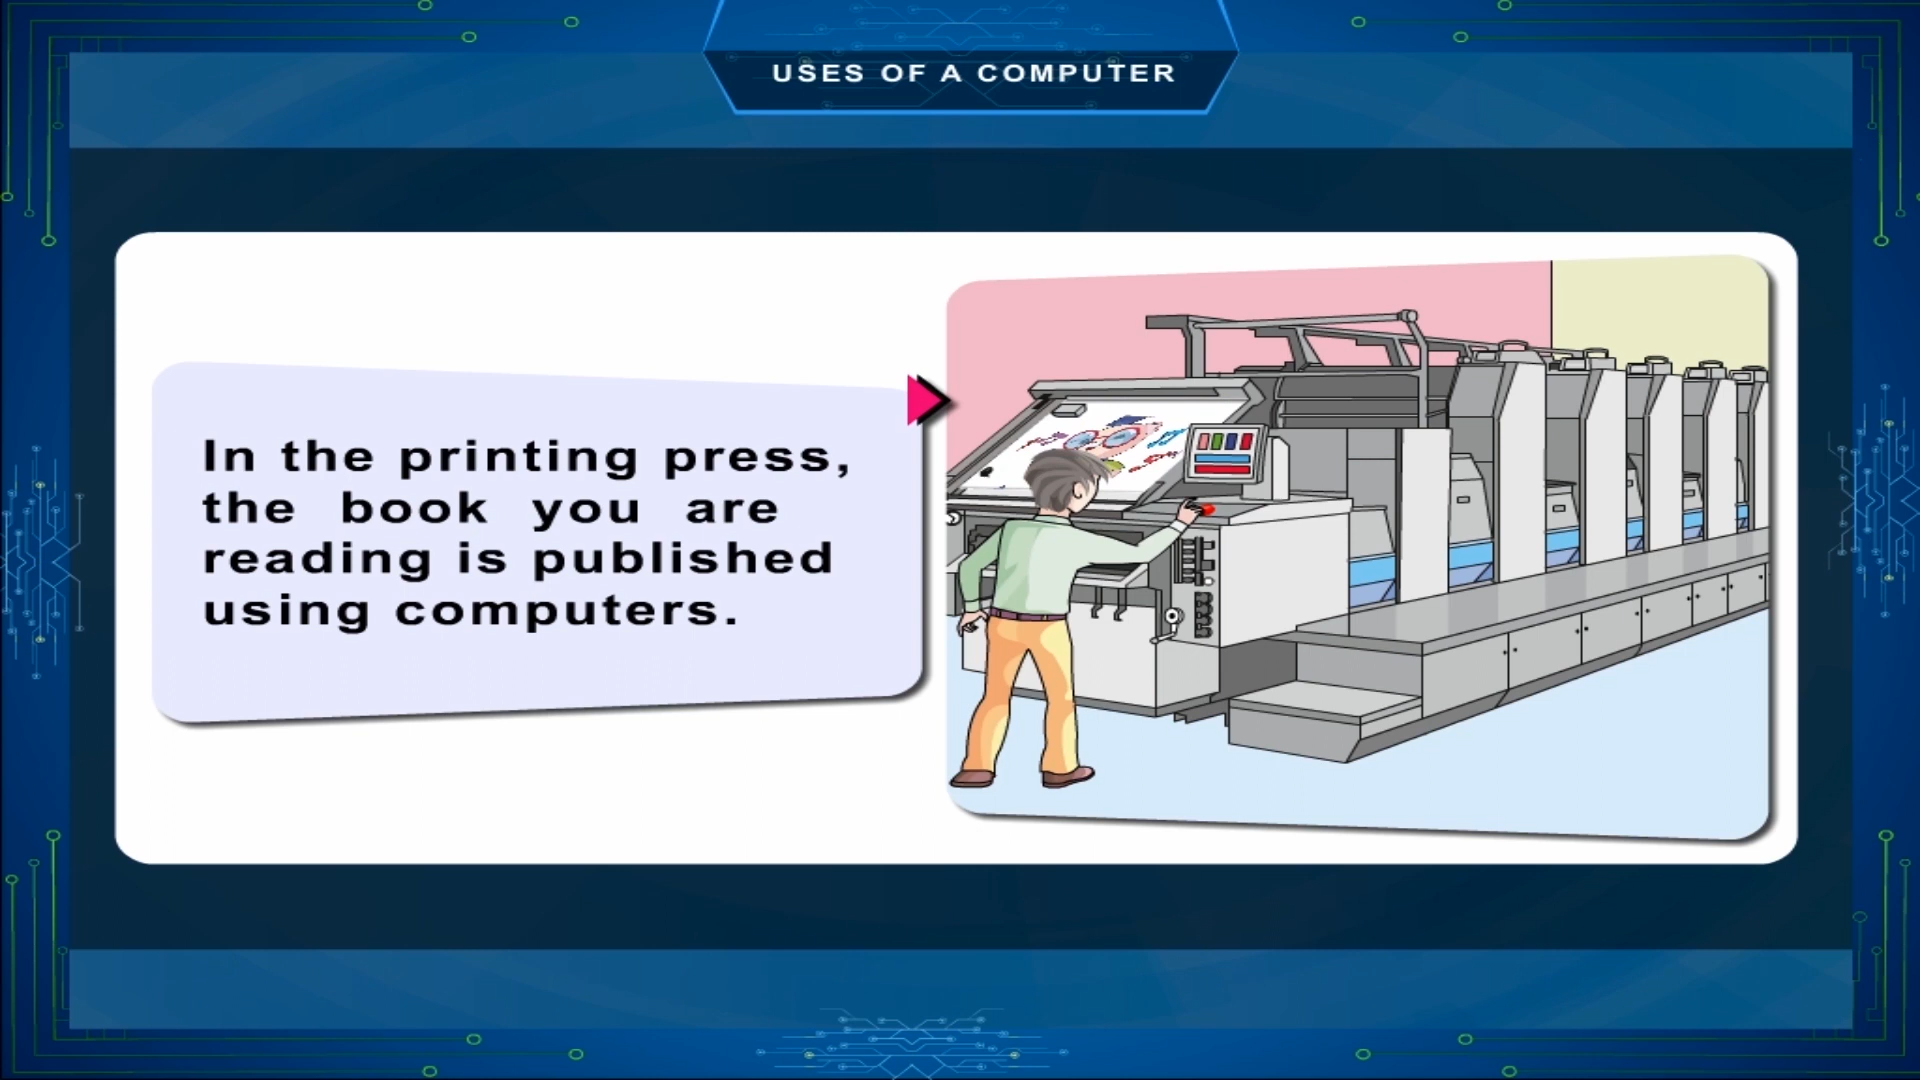 USES OF A COMPUTER
In the printing press,
the book you are
reading is published
using computers.